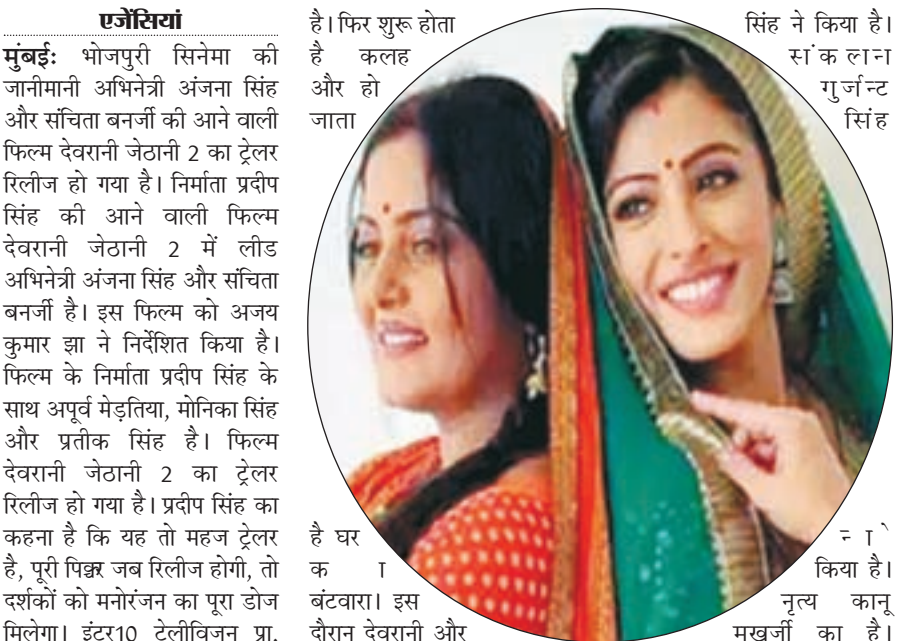 एजेंसियां
मुंबईः भोजपुरी सिनेमा की
जानीमानी अभिनेत्री अंजना सिंह
और संचिता बनर्जी की आने वाली
फिल्म देवरानी जेठानी 2 का ट्रेलर
रिलीज हो गया है। निर्माता प्रदीप
सिंह की आने वाली फिल्म
देवरानी जेठानी 2 में लीड
अभिनेत्री अंजना सिंह और संचिता
बनर्जी है। इस फिल्म को अजय
कुमार झा ने निर्देशित किया है।
फिल्म के निर्माता प्रदीप सिंह के
साथ अपूर्व मेड़तिया, मोनिका सिंह
और प्रतीक सिंह है। फिल्म
देवरानी जेठानी 2 का ट्रेलर
रिलीज हो गया है। प्रदीप सिंह का
कहना है कि यह तो महज ट्रेलर
है, पूरी पिक्चर जब रिलीज होगी, तो
दर्शकों को मनोरंजन का पूरा डोज
मिलेगा। इंटर10 टेलीविजन प्रा.
है। फिर शुरू होता
है कलह
और हो
जाता
है घर
का
बंटवारा। इस
दौरान देवरानी और
सिंह ने किया है।
संकलन
गुर्जन्ट
सिंह
ने
किया है।
नृत्य कानू
मुखर्जी का है।